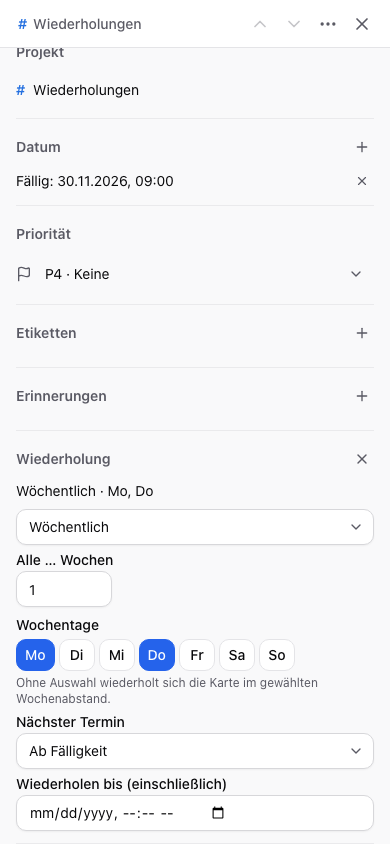 # Wiederholungen
Projekt
# Wiederholungen
Datum
Fällig: 30.11.2026, 09:00
Priorität
P4 · Keine
Etiketten
Erinnerungen
Wiederholung
Wöchentlich · Mo, Do
Wöchentlich
Alle ... Wochen
1
Wochentage
Mo Di Mi Do Fr Sa So
Ohne Auswahl wiederholt sich die Karte im gewählten
Wochenabstand.
Nächster Termin
Ab Fälligkeit
Wiederholen bis (einschließlich)
mm/dd/yyyy, --:-- --